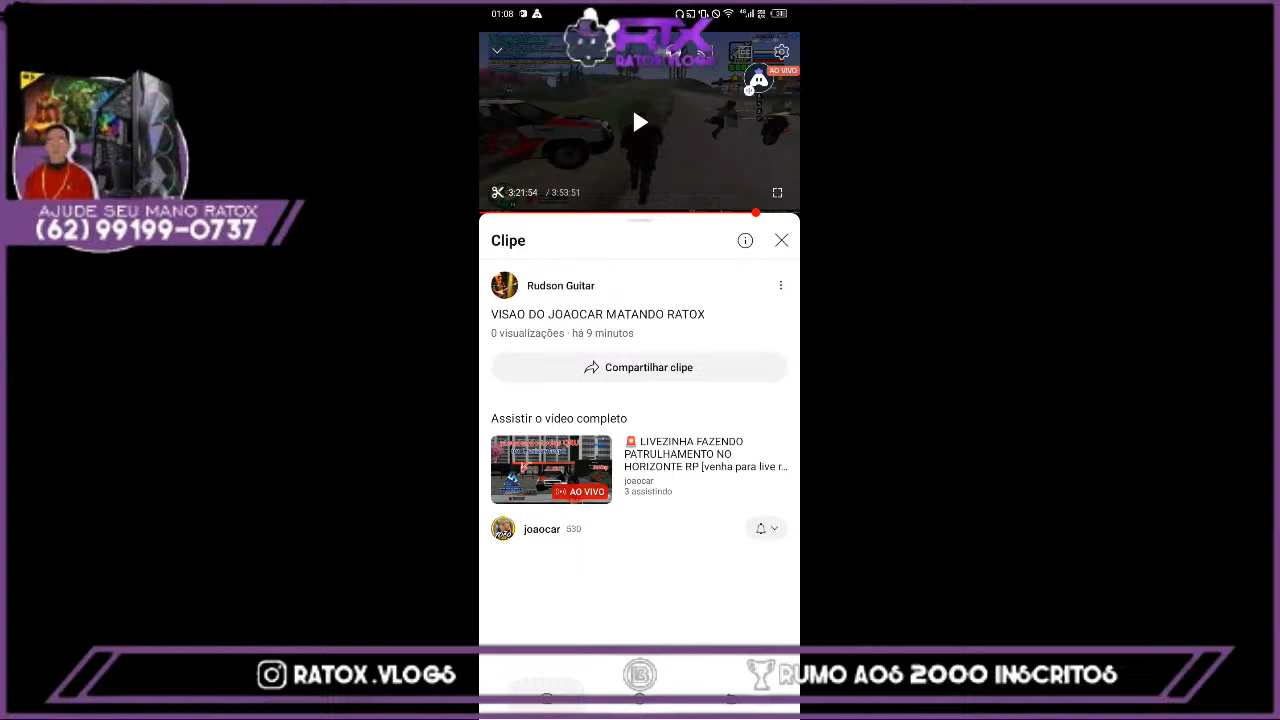 01:08
RTX
RATOX VLOGS
AO VIVO
3:21:54 / 3:53:51
AJUDE SEU MANO RATOX
(62) 99199-0737
Clipe
Rudson Guitar
VISAO DO JOAOCAR MATANDO RATOX
0 visualizações · há 9 minutos
Compartilhar clipe
Assistir o vídeo completo
🚨 LIVEZINHA FAZENDO
PATRULHAMENTO NO
HORIZONTE RP [venha para live r...
joaocar
3 assistindo
AO VIVO
joaocar 530
RATOX.VLOGS
RUMO AOS 2000 INSCRITOS